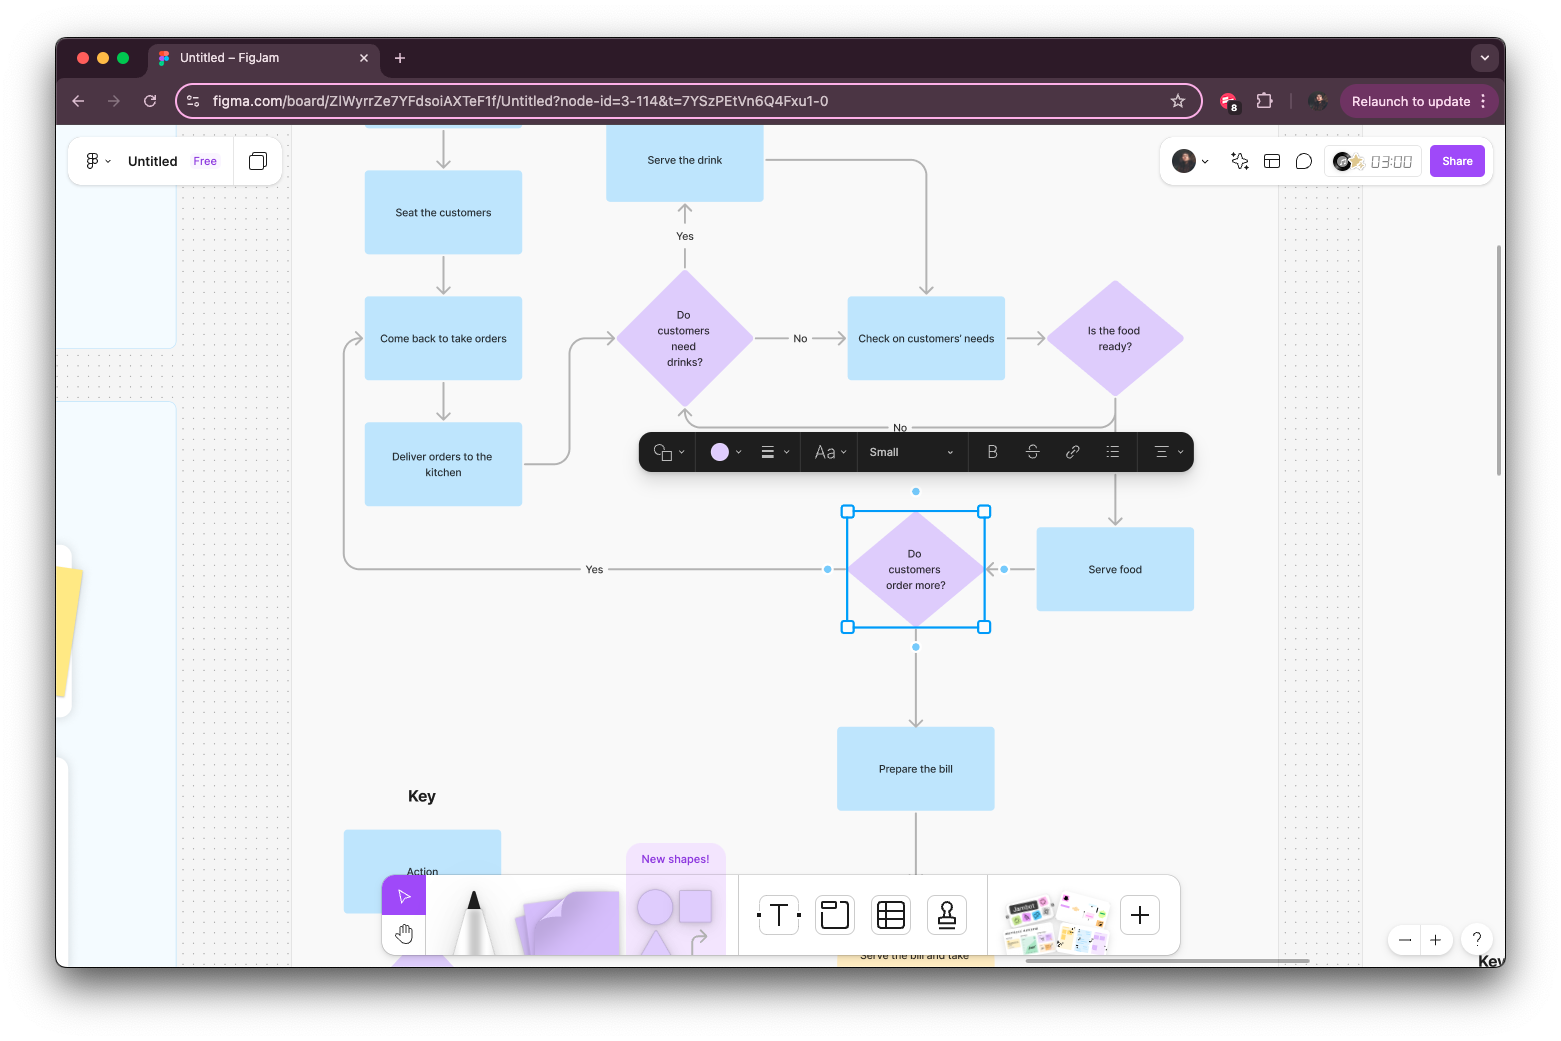 Untitled – FigJam
figma.com/board/ZlWyrrZe7YFdsoiAXTeF1f/Untitled?node-id=3-114&t=7YSzPEtVn6Q4Fxu1-0
8
Relaunch to update
Untitled
Free
03:00
Share
Serve the drink
Seat the customers
Yes
Do
customers
need
drinks?
Is the food
ready?
Come back to take orders
No
Check on customers' needs
No
Deliver orders to the
kitchen
Aa
Small
B
S
Do
customers
order more?
Yes
Serve food
Prepare the bill
Key
Action
New shapes!
T
Jambot
Serve the bill and take
?
Key